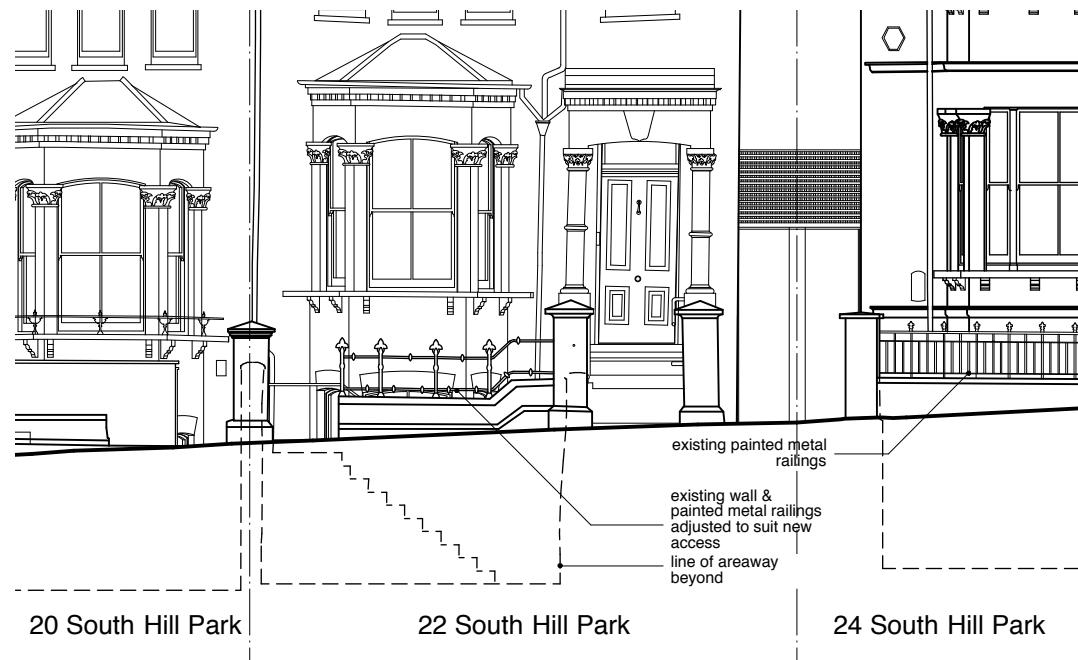 existing painted metal
railings
existing wall &
painted metal railings
adjusted to suit new
access
line of areaway
beyond
20 South Hill Park
22 South Hill Park
24 South Hill Park